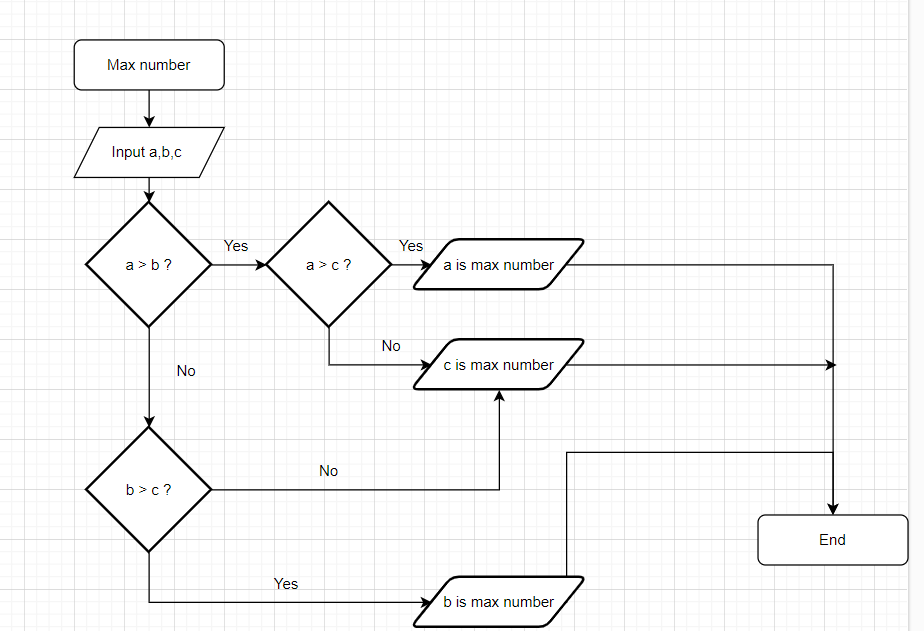 Max number
Input a,b,c
Yes
Yes
a > b ?
a > c ?
a is max number
No
c is max number
No
No
b > c ?
End
Yes
b is max number